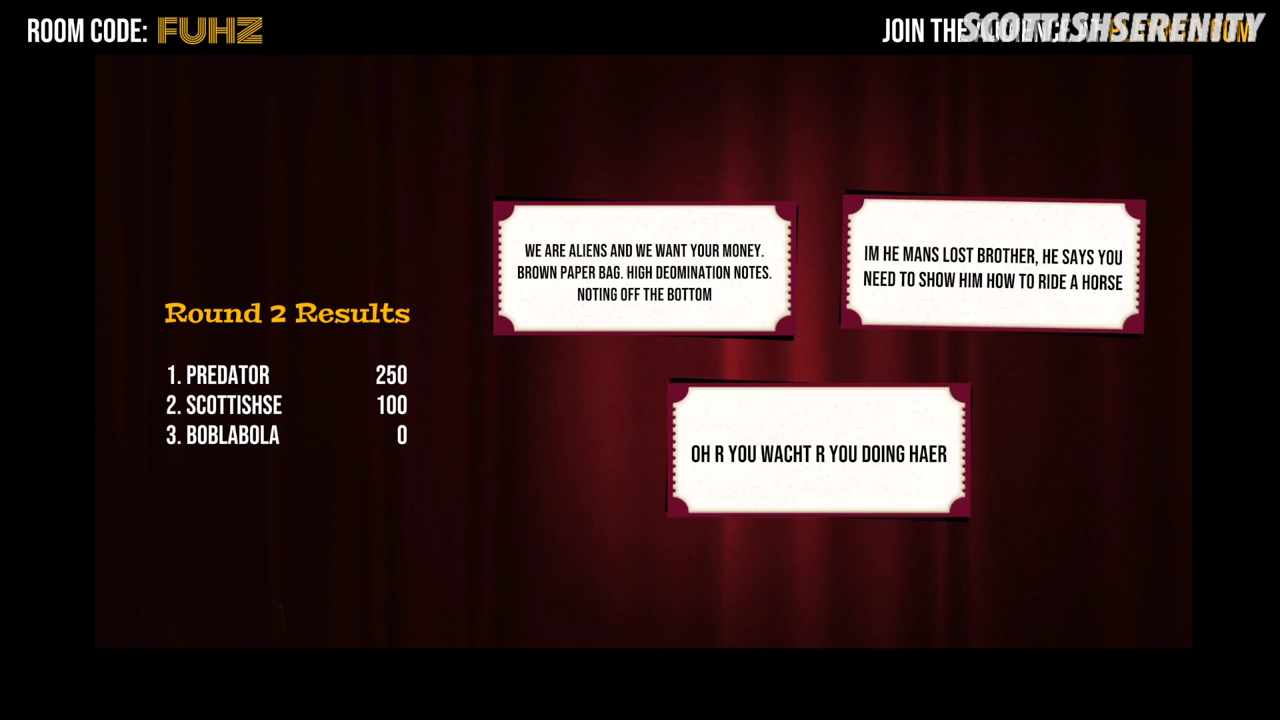 ROOM CODE: FUHZ
JOIN THE
SCOTTISHSERENITY
WE ARE ALIENS AND WE WANT YOUR MONEY.
BROWN PAPER BAG. HIGH DEOMINATION NOTES.
NOTING OFF THE BOTTOM
IM HE MANS LOST BROTHER, HE SAYS YOU
NEED TO SHOW HIM HOW TO RIDE A HORSE
Round 2 Results
1. PREDATOR 250
2. SCOTTISHSE 100
3. BOBLABOLA 0
OH R YOU WACHT R YOU DOING HAER